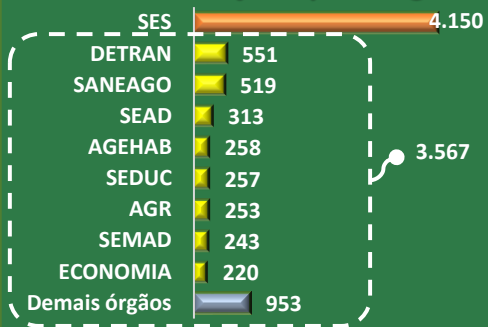 SES 4.150
DETRAN 551
SANEAGO 519
SEAD 313
AGEHAB 258
3.567
SEDUC 257
AGR 253
SEMAD 243
ECONOMIA 220
Demais órgãos 953